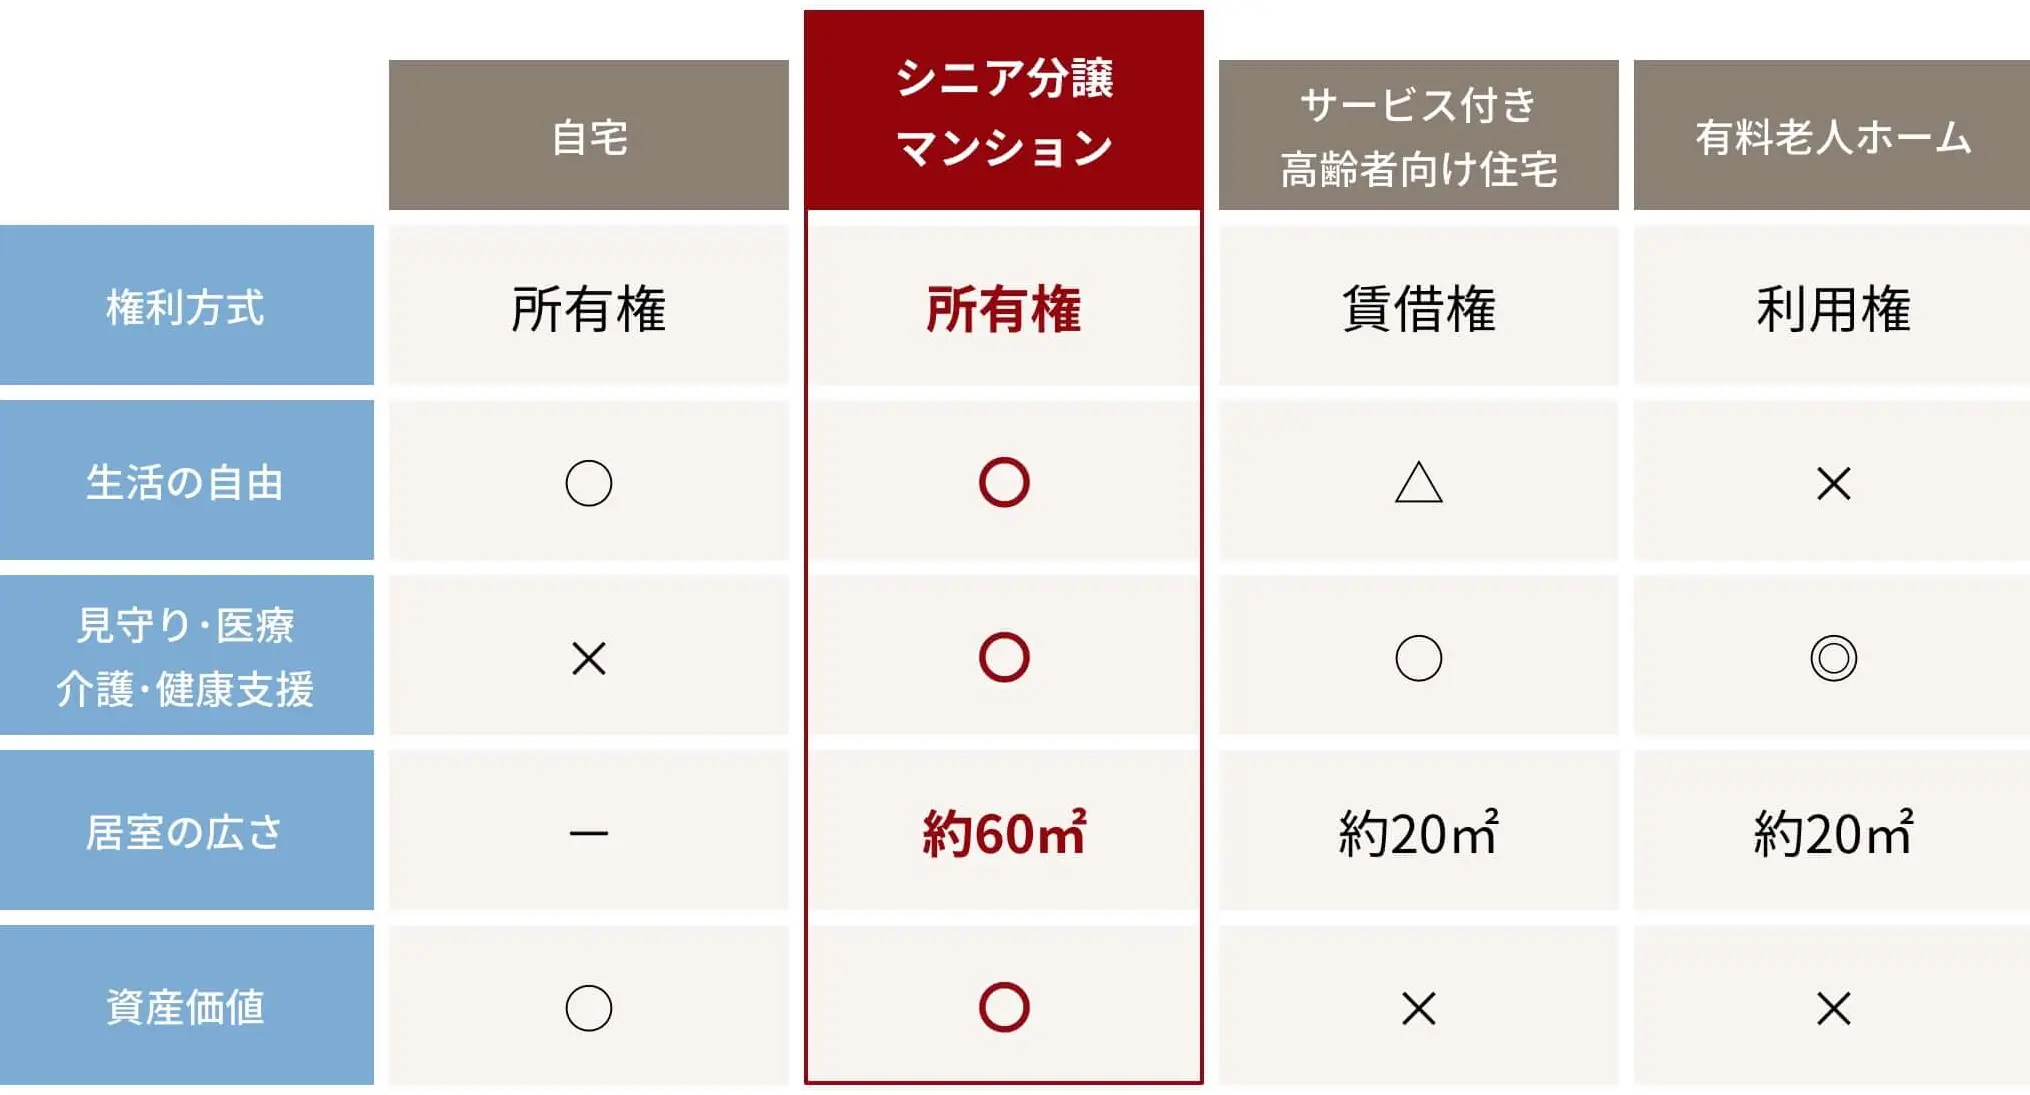 自宅
シニア分譲
マンション
サービス付き
高齢者向け住宅
有料老人ホーム
権利方式
所有権
所有権
賃借権
利用権
生活の自由
○
○
△
×
見守り・医療
介護・健康支援
×
○
○
◎
居室の広さ
ー
約60㎡
約20㎡
約20㎡
資産価値
○
○
×
×